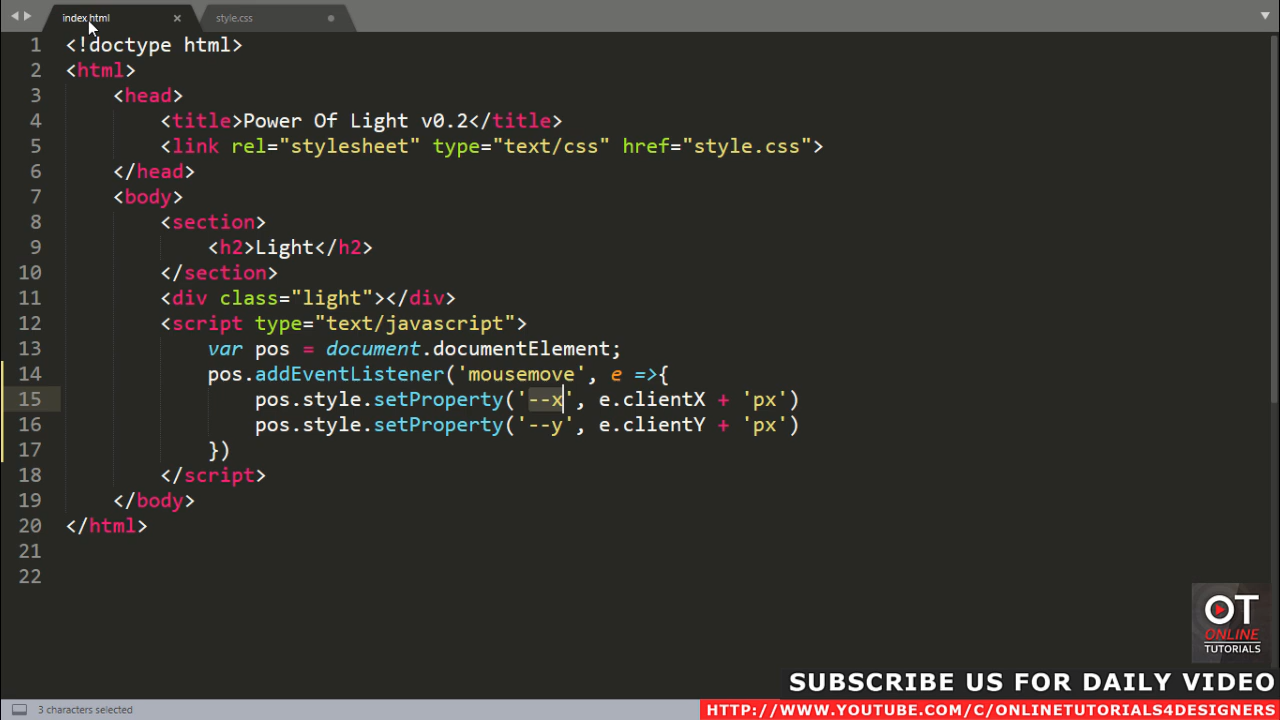 index.html style.css
1 <!doctype html>
2 <html>
3 <head>
4 <title>Power Of Light v0.2</title>
5 <link rel="stylesheet" type="text/css" href="style.css">
6 </head>
7 <body>
8 <section>
9 <h2>Light</h2>
10 </section>
11 <div class="light"></div>
12 <script type="text/javascript">
13 var pos = document.documentElement;
14 pos.addEventListener('mousemove', e =>{
15 pos.style.setProperty('--x', e.clientX + 'px')
16 pos.style.setProperty('--y', e.clientY + 'px')
17 })
18 </script>
19 </body>
20 </html>
21
22
OT
ONLINE
TUTORIALS
SUBSCRIBE US FOR DAILY VIDEO
3 characters selected
HTTP://WWW.YOUTUBE.COM/C/ONLINETUTORIALS4DESIGNERS